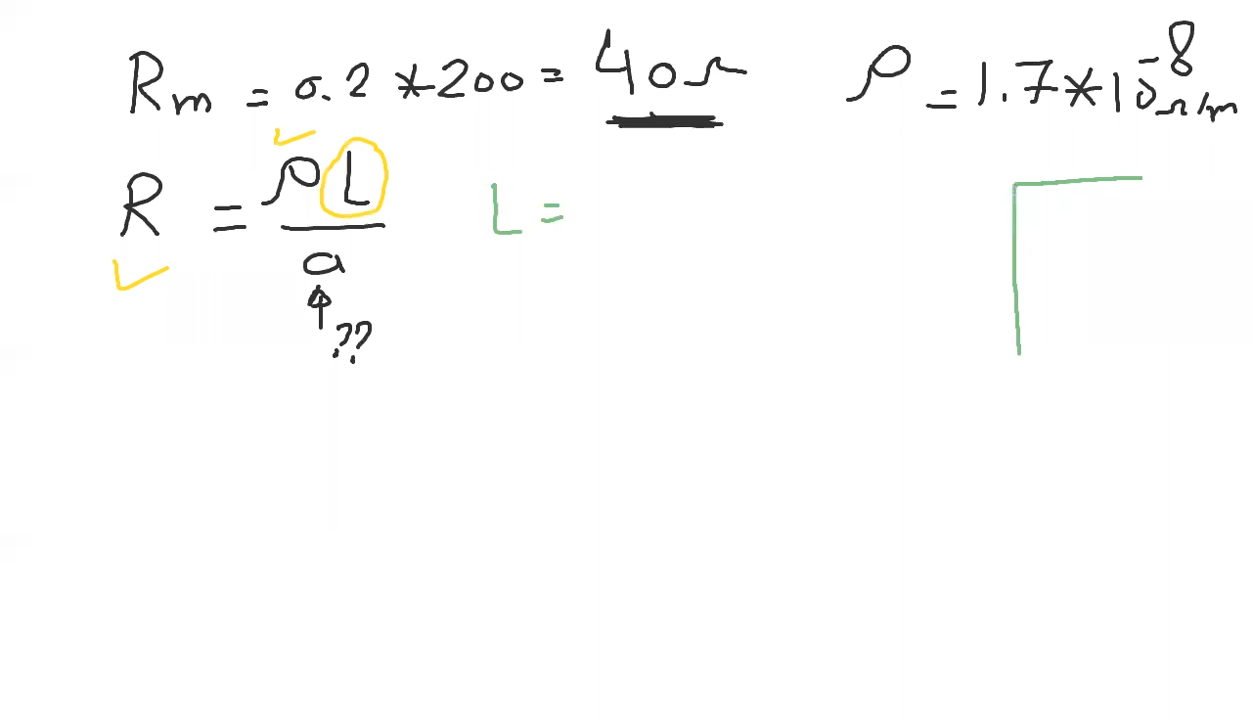 Rm = 0.2 * 200 = 40Ω
ρ = 1.7 * 10^-8 Ω/m
R = ρL / a
L =
??